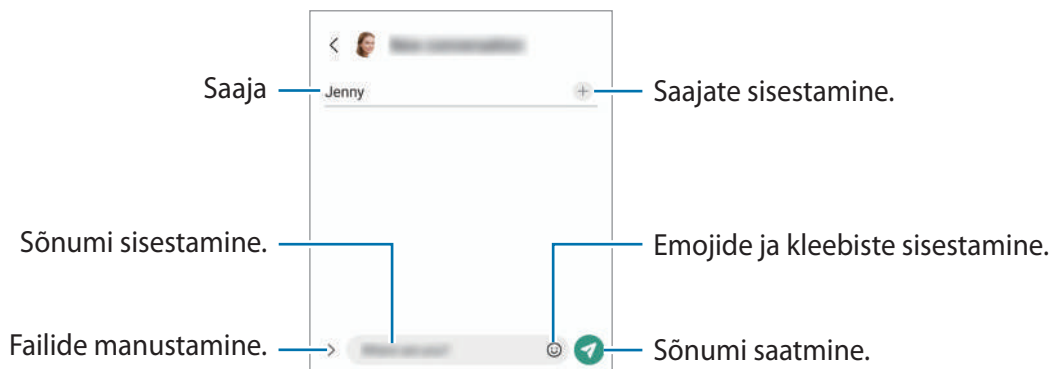 Saaja
Jenny
Saajate sisestamine.
Sõnumi sisestamine.
Emojide ja kleebiste sisestamine.
Failide manustamine.
Sõnumi saatmine.